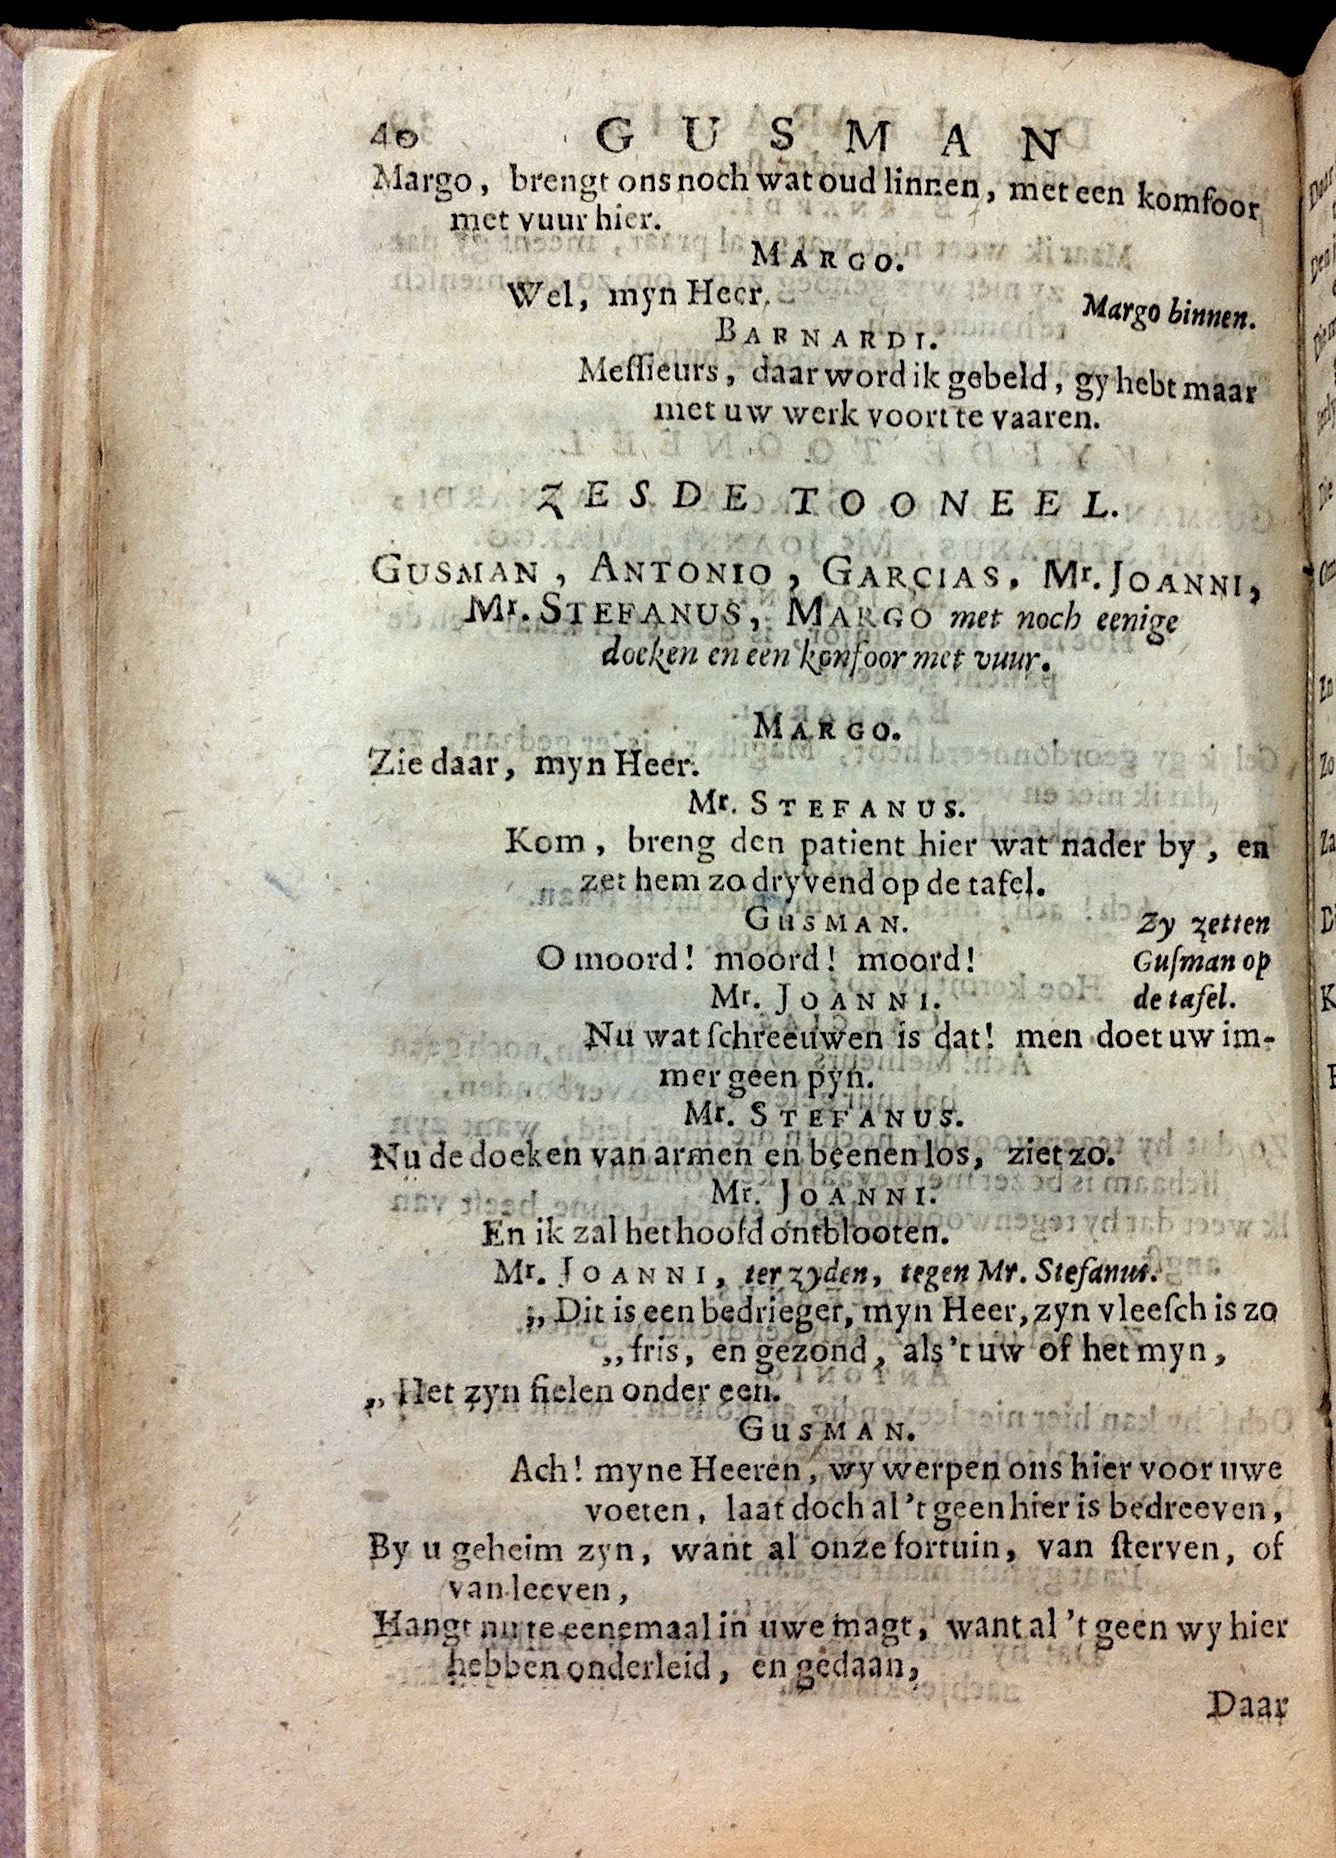 40 GUSMAN
Margo, brengt ons noch wat oud linnen, met een komfoor
met vuur hier.
MARGO.
Wel, myn Heer. Margo binnen.
BARNARDI.
Meſſieurs, daar word ik gebeld, gy hebt maar
met uw werk voort te vaaren.
ZESDE TOONEEL.
GUSMAN, ANTONIO, GARCIAS, Mr. JOANNI,
Mr. STEFANUS, MARGO met noch eenige
doeken en een konfoor met vuur.
MARGO.
Zie daar, myn Heer.
Mr. STEFANUS.
Kom, breng den patient hier wat nader by, en
zet hem zo dryvend op de tafel.
GUSMAN. Zy zetten
O moord! moord! moord! Guſman op
Mr. JOANNI. de tafel.
Nu wat ſchreeuwen is dat! men doet uw im-
mer geen pyn.
Mr. STEFANUS.
Nu de doeken van armen en beenen los, ziet zo.
Mr. JOANNI.
En ik zal het hoofd ontblooten.
Mr. JOANNI, ter zyden, tegen Mr. Stefanus.
„ Dit is een bedrieger, myn Heer, zyn vleeſch is zo
„ fris, en gezond, als 't uw of het myn,
„ Het zyn fielen onder een.
GUSMAN.
Ach! myne Heeren, wy werpen ons hier voor uwe
voeten, laat doch al 't geen hier is bedreeven,
By u geheim zyn, want al onze fortuin, van ſterven, of
van leeven,
Hangt nu te eenemaal in uwe magt, want al 't geen wy hier
hebben onderleid, en gedaan,
Daar